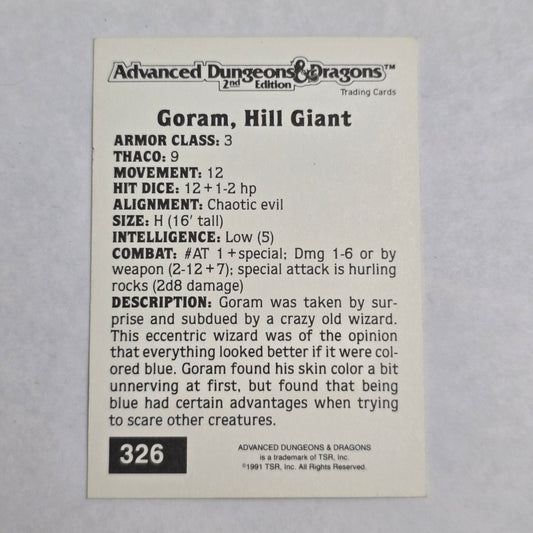 Advanced Dungeons & Dragons™
2nd Edition
Trading Cards
Goram, Hill Giant
ARMOR CLASS: 3
THACO: 9
MOVEMENT: 12
HIT DICE: 12+1-2 hp
ALIGNMENT: Chaotic evil
SIZE: H (16' tall)
INTELLIGENCE: Low (5)
COMBAT: #AT 1+special; Dmg 1-6 or by
weapon (2-12+7); special attack is hurling
rocks (2d8 damage)
DESCRIPTION: Goram was taken by sur-
prise and subdued by a crazy old wizard.
This eccentric wizard was of the opinion
that everything looked better if it were col-
ored blue. Goram found his skin color a bit
unnerving at first, but found that being
blue had certain advantages when trying
to scare other creatures.
326
ADVANCED DUNGEONS & DRAGONS
is a trademark of TSR, Inc.
©1991 TSR, Inc. All Rights Reserved.